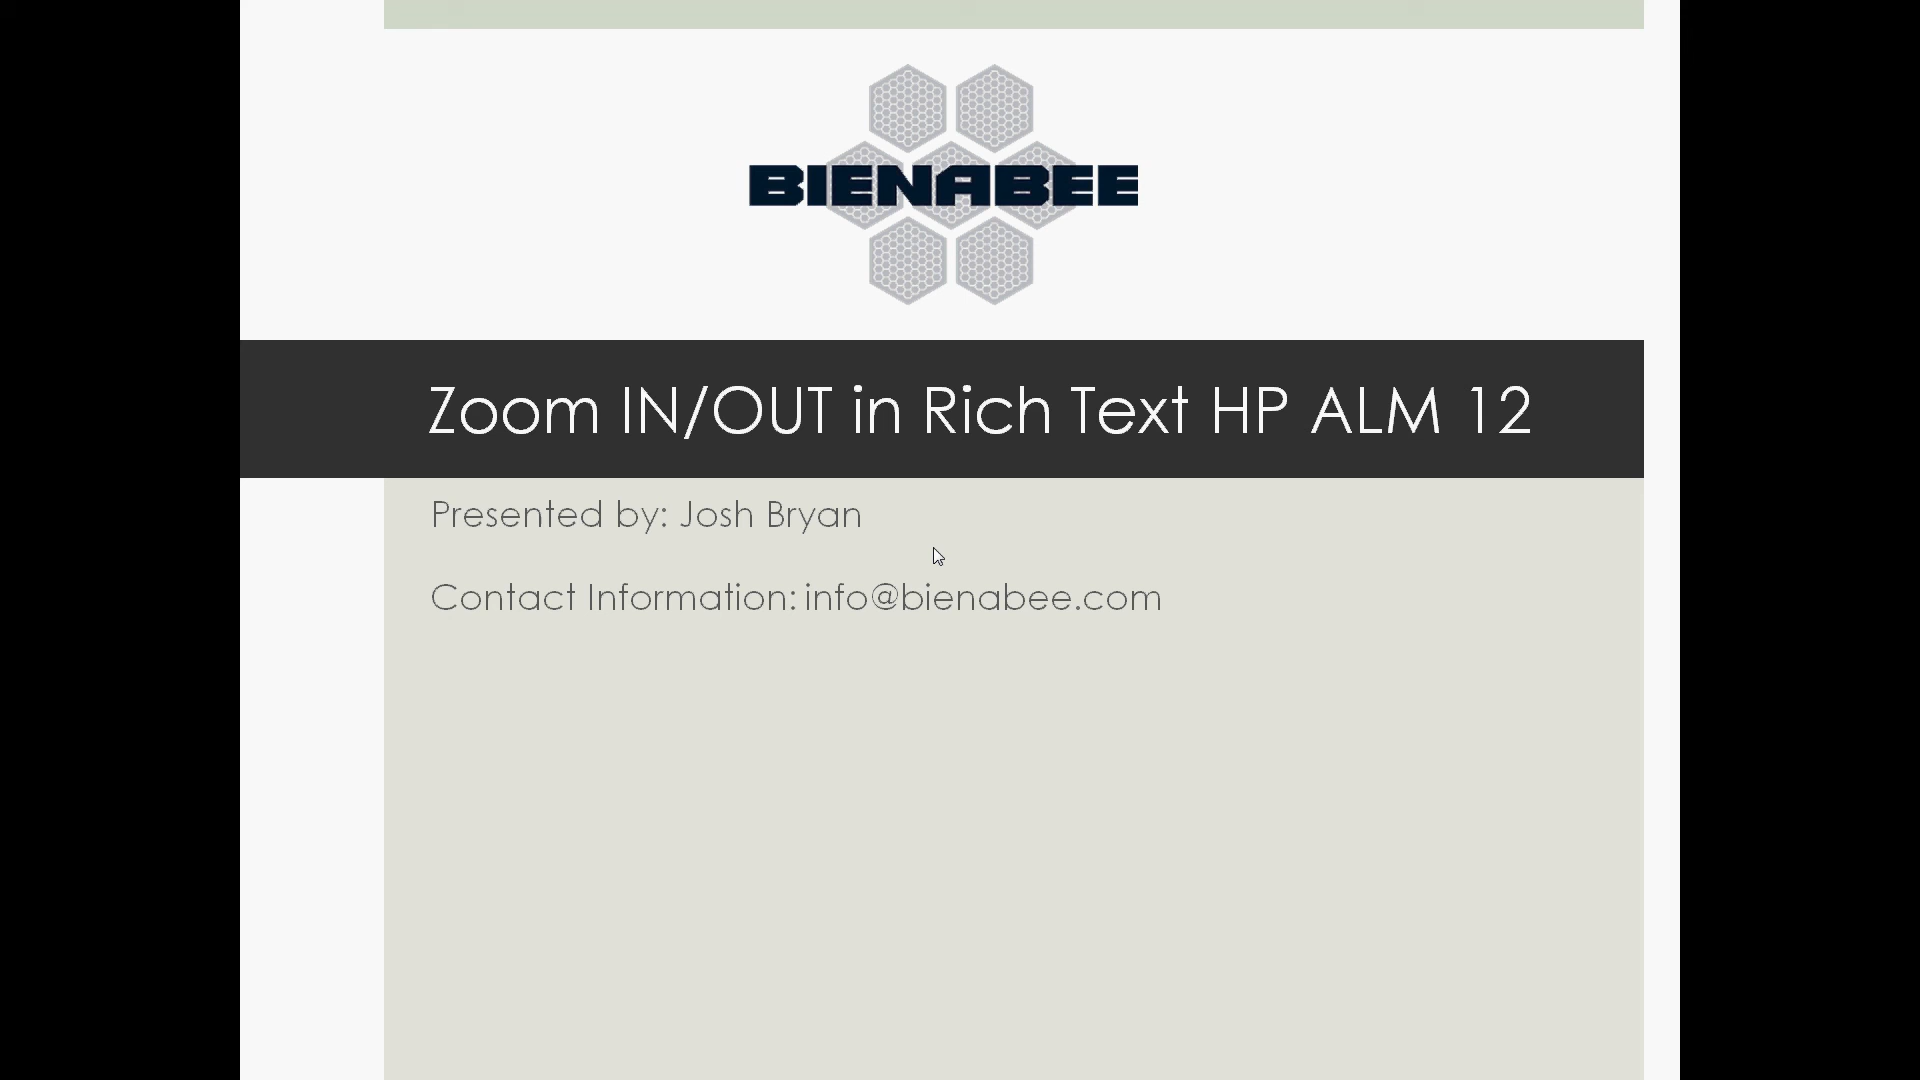 BIENABEE
Zoom IN/OUT in Rich Text HP ALM 12
Presented by: Josh Bryan
Contact Information: info@bienabee.com